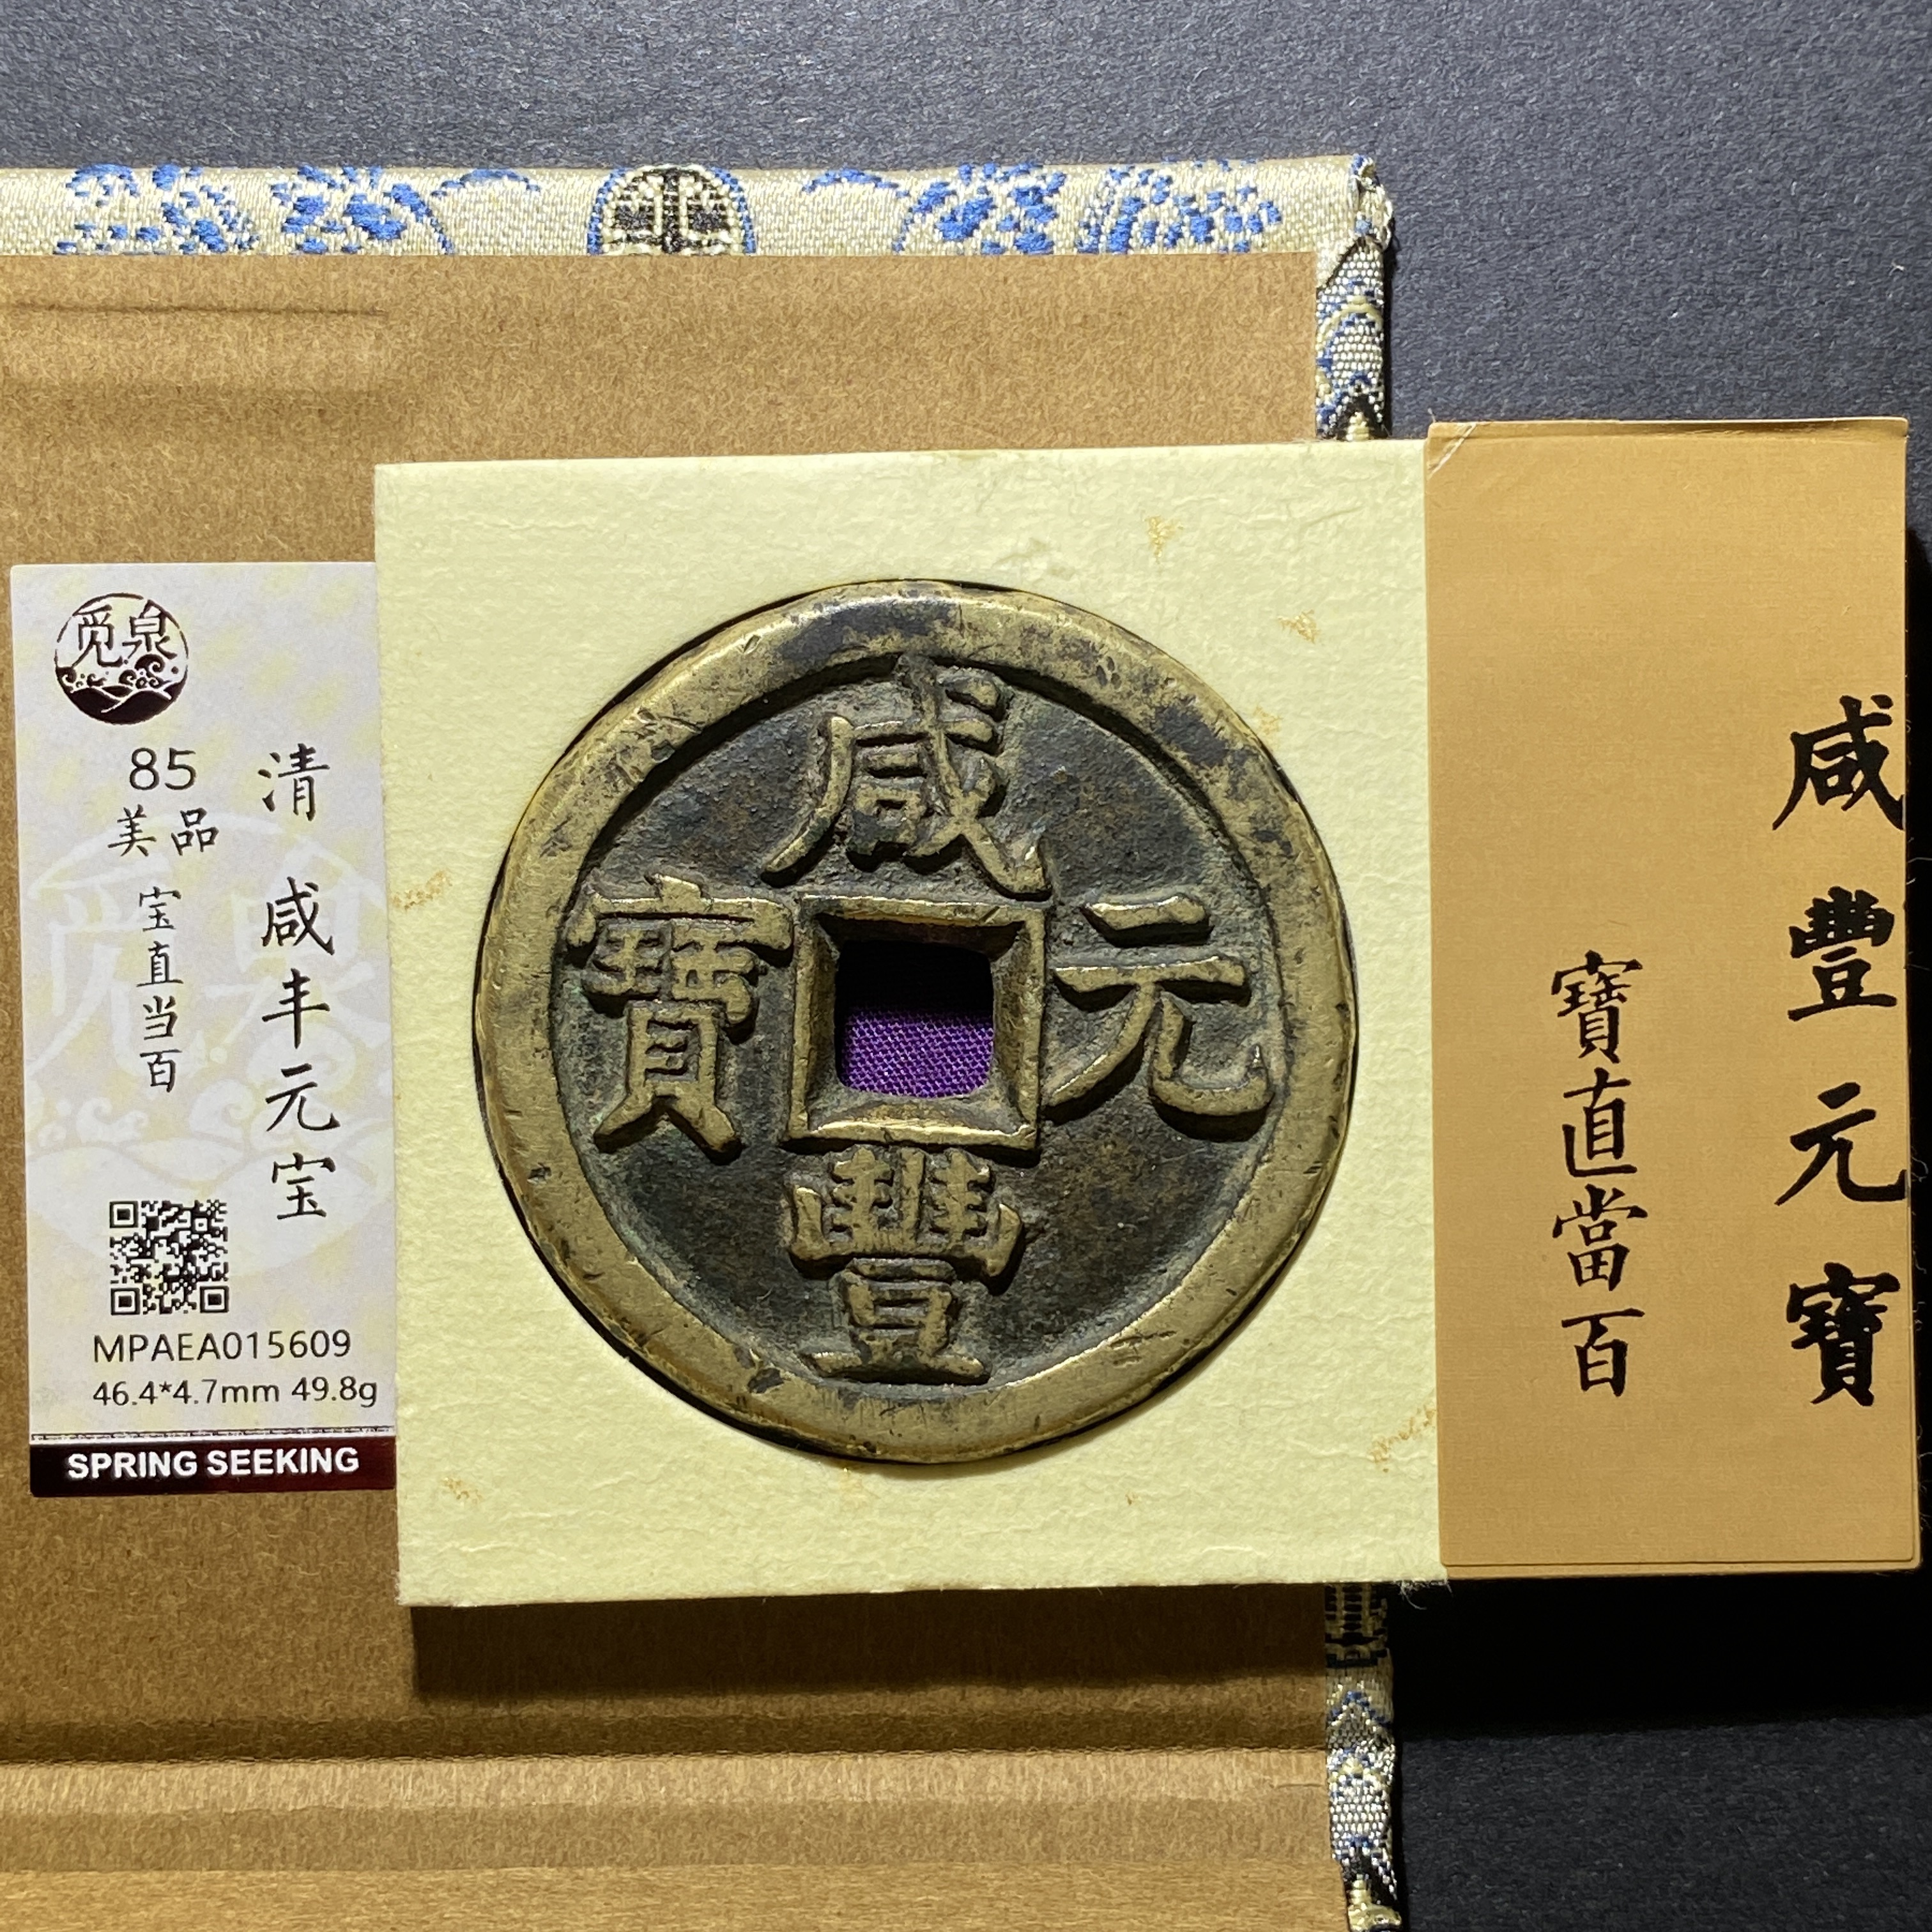 觅泉
清 咸丰元宝
85
美品
宝直当百
MPAEA015609
46.4*4.7mm 49.8g
SPRING SEEKING
咸豐元寶
咸豐元寶
寶直當百